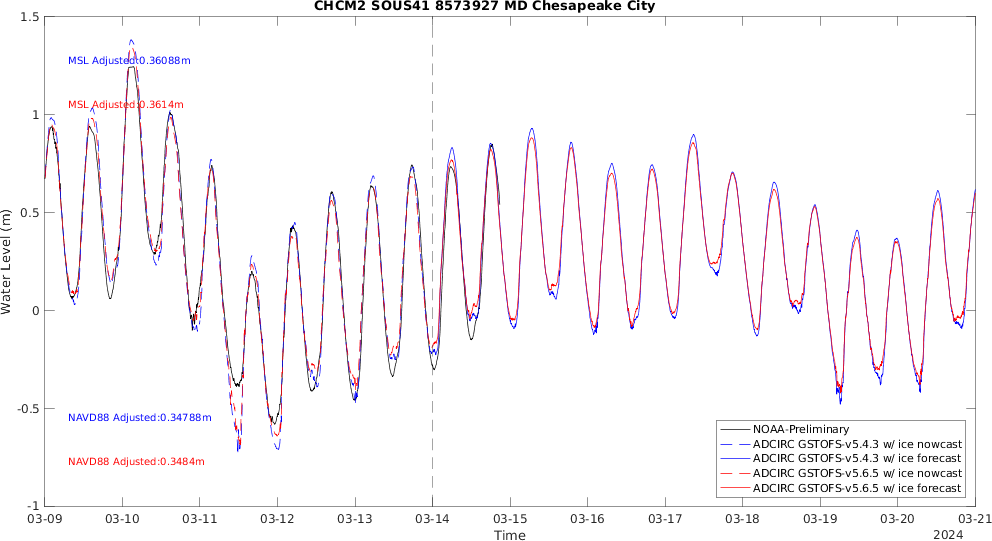 CHCM2 SOUS41 8573927 MD Chesapeake City
1.5
1
0.5
0
-0.5
-1
Water Level (m)
MSL Adjusted:0.36088m
MSL Adjusted:0.3614m
NAVD88 Adjusted:0.34788m
NAVD88 Adjusted:0.3484m
NOAA-Preliminary
ADCIRC GSTOFS-v5.4.3 w/ ice nowcast
ADCIRC GSTOFS-v5.4.3 w/ ice forecast
ADCIRC GSTOFS-v5.6.5 w/ ice nowcast
ADCIRC GSTOFS-v5.6.5 w/ ice forecast
03-09 03-10 03-11 03-12 03-13 03-14 03-15 03-16 03-17 03-18 03-19 03-20 03-21
Time
2024